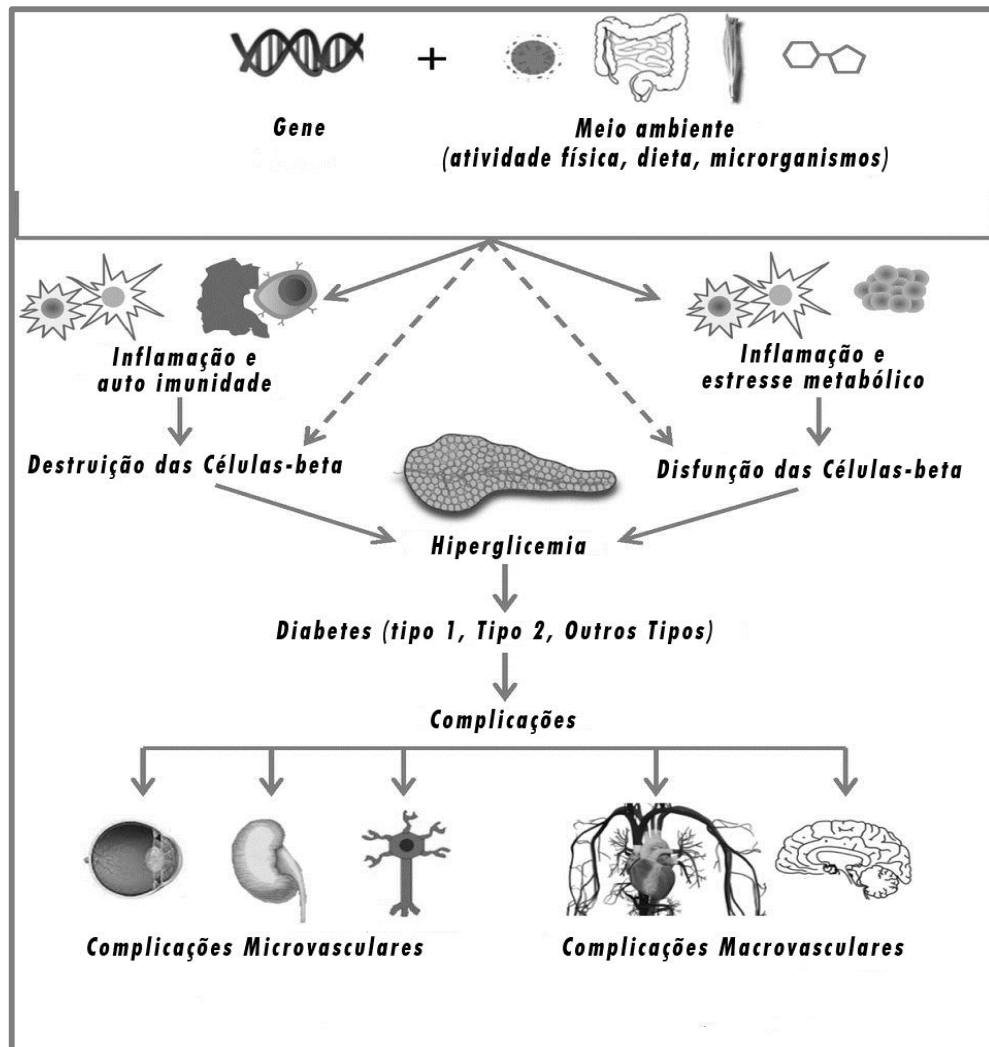 Gene
Meio ambiente
(atividade física, dieta, microrganismos)
Inflamação e
auto imunidade
Inflamação e
estresse metabólico
Destruição das Células-beta
Disfunção das Células-beta
Hiperglicemia
Diabetes (tipo 1, Tipo 2, Outros Tipos)
Complicações
Complicações Microvasculares
Complicações Macrovasculares